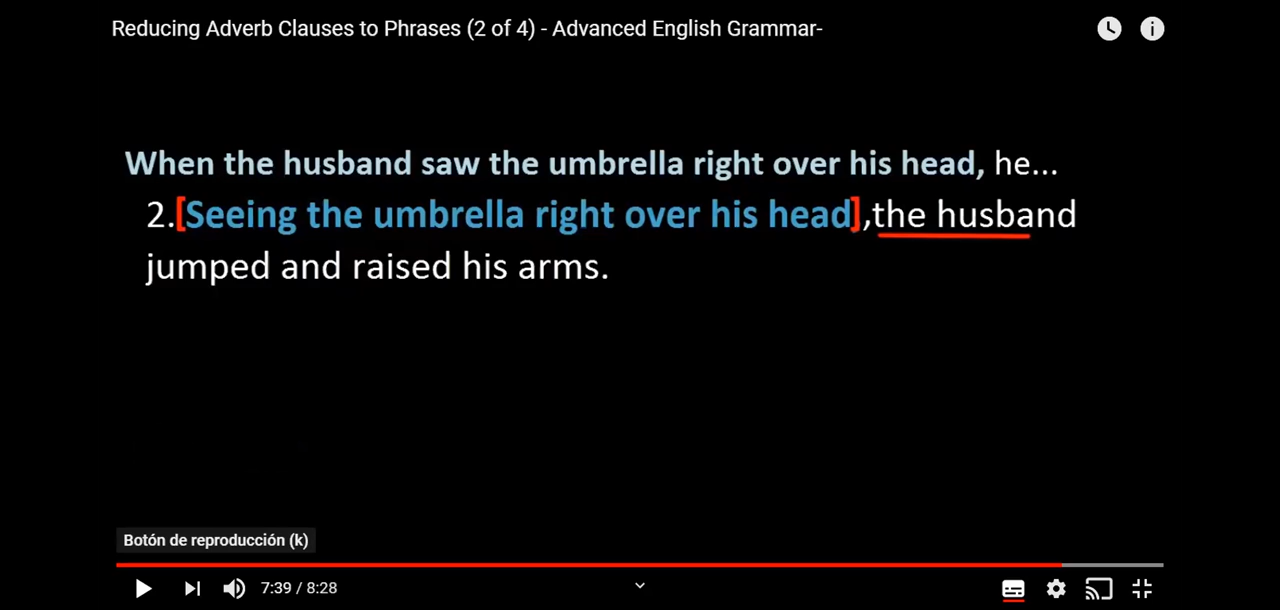 Reducing Adverb Clauses to Phrases (2 of 4) - Advanced English Grammar-
When the husband saw the umbrella right over his head, he...
2.[Seeing the umbrella right over his head],the husband
jumped and raised his arms.
Botón de reproducción (k)
7:39 / 8:28